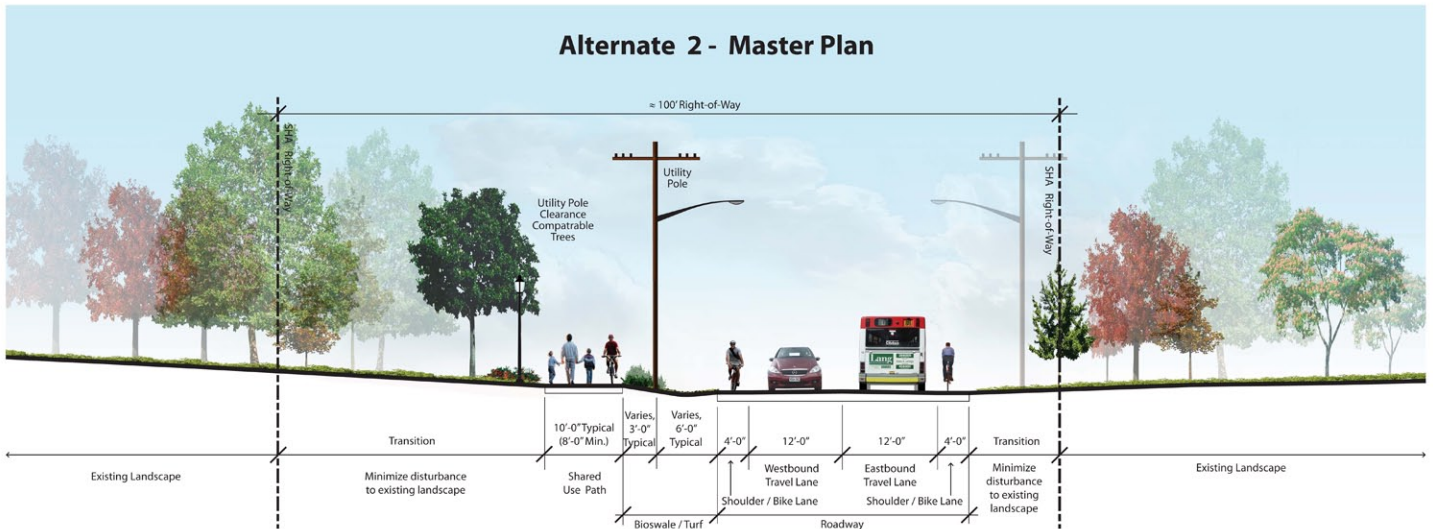 Alternate 2 - Master Plan
≈ 100' Right-of-Way
SHA Right-of-Way
Utility Pole
Clearance
Compatrable
Trees
Utility
Pole
SHA Right-of-Way
Lang
10'-0" Typical
(8'-0" Min.)
Varies,
3'-0"
Typical
Varies,
6'-0"
Typical
4'-0"
12'-0"
12'-0"
4'-0"
Transition
Transition
Existing Landscape
Minimize disturbance
to existing landscape
Shared
Use Path
Westbound
Travel Lane
Eastbound
Travel Lane
Minimize
disturbance
to existing
landscape
Existing Landscape
Shoulder / Bike Lane
Shoulder / Bike Lane
Bioswale / Turf
Roadway